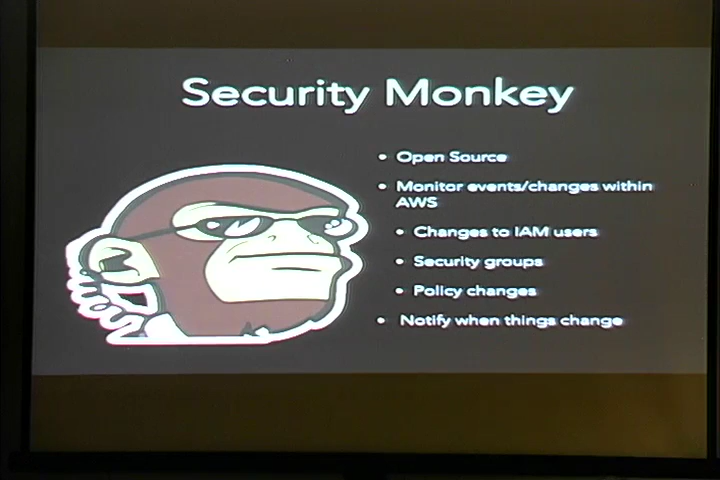 Security Monkey
• Open Source
• Monitor events/changes within
AWS
• Changes to IAM users
• Security groups
• Policy changes
• Notify when things change